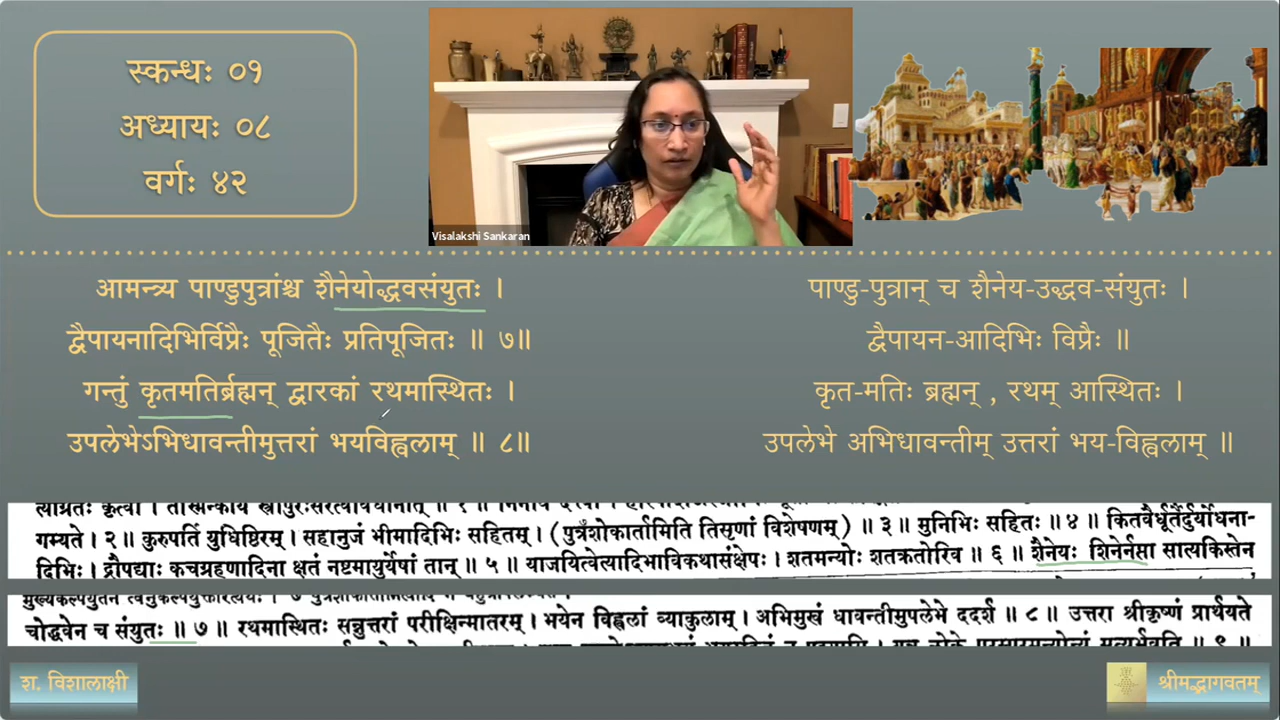 स्कन्धः ०१
अध्यायः ०८
वर्गः ४२
Visalakshi Sankaran
आमन्त्र्य पाण्डुपुत्रांश्च शैनेयोद्धवसंयुतः ।
द्वैपायनादिभिर्विप्रैः पूजितैः प्रतिपूजितः ॥ ७॥
गन्तुं कृतमतिर्ब्रह्मन् द्वारकां रथमास्थितः ।
उपलेभेऽभिधावन्तीमुत्तरां भयविह्वलाम् ॥ ८॥
पाण्डु-पुत्रान् च शैनेय-उद्धव-संयुतः ।
द्वैपायन-आदिभिः विप्रैः ॥
कृत-मतिः ब्रह्मन् , रथम् आस्थितः ।
उपलेभे अभिधावन्तीम् उत्तरां भय-विह्वलाम् ॥
गम्यते । २ ॥ कुरुपतिं युधिष्ठिरम् । सहानुजं भीमादिभिः सहितम् । (पुत्रशोकार्तामिति तिसृणां विशेषणम्) ॥ ३ ॥ मुनिभिः सहितः ॥ ४ ॥ कितवैर्धूर्तैर्दुर्योधना-
दिभिः । द्रौपद्याः कचग्रहणादिना क्षतं नष्टमायुर्येषां तान् ॥ ५ ॥ याजयित्वेत्यादिभाविकथासंक्षेपः । शतमन्योः शतक्रतोरिव ॥ ६ ॥ शैनेयः शिनेर्नप्ता सात्यकिस्तेन
चोद्धवेन च संयुतः ॥ ७ ॥ रथमास्थितः सन्नुत्तरां परीक्षिन्मातरम् । भयेन विह्वलां व्याकुलाम् । अभिमुखं धावन्तीमुपलेभे ददर्श ॥ ८ ॥ उत्तरा श्रीकृष्णं प्रार्थयते
श. विशालाक्षी
श्रीमद्भागवतम्